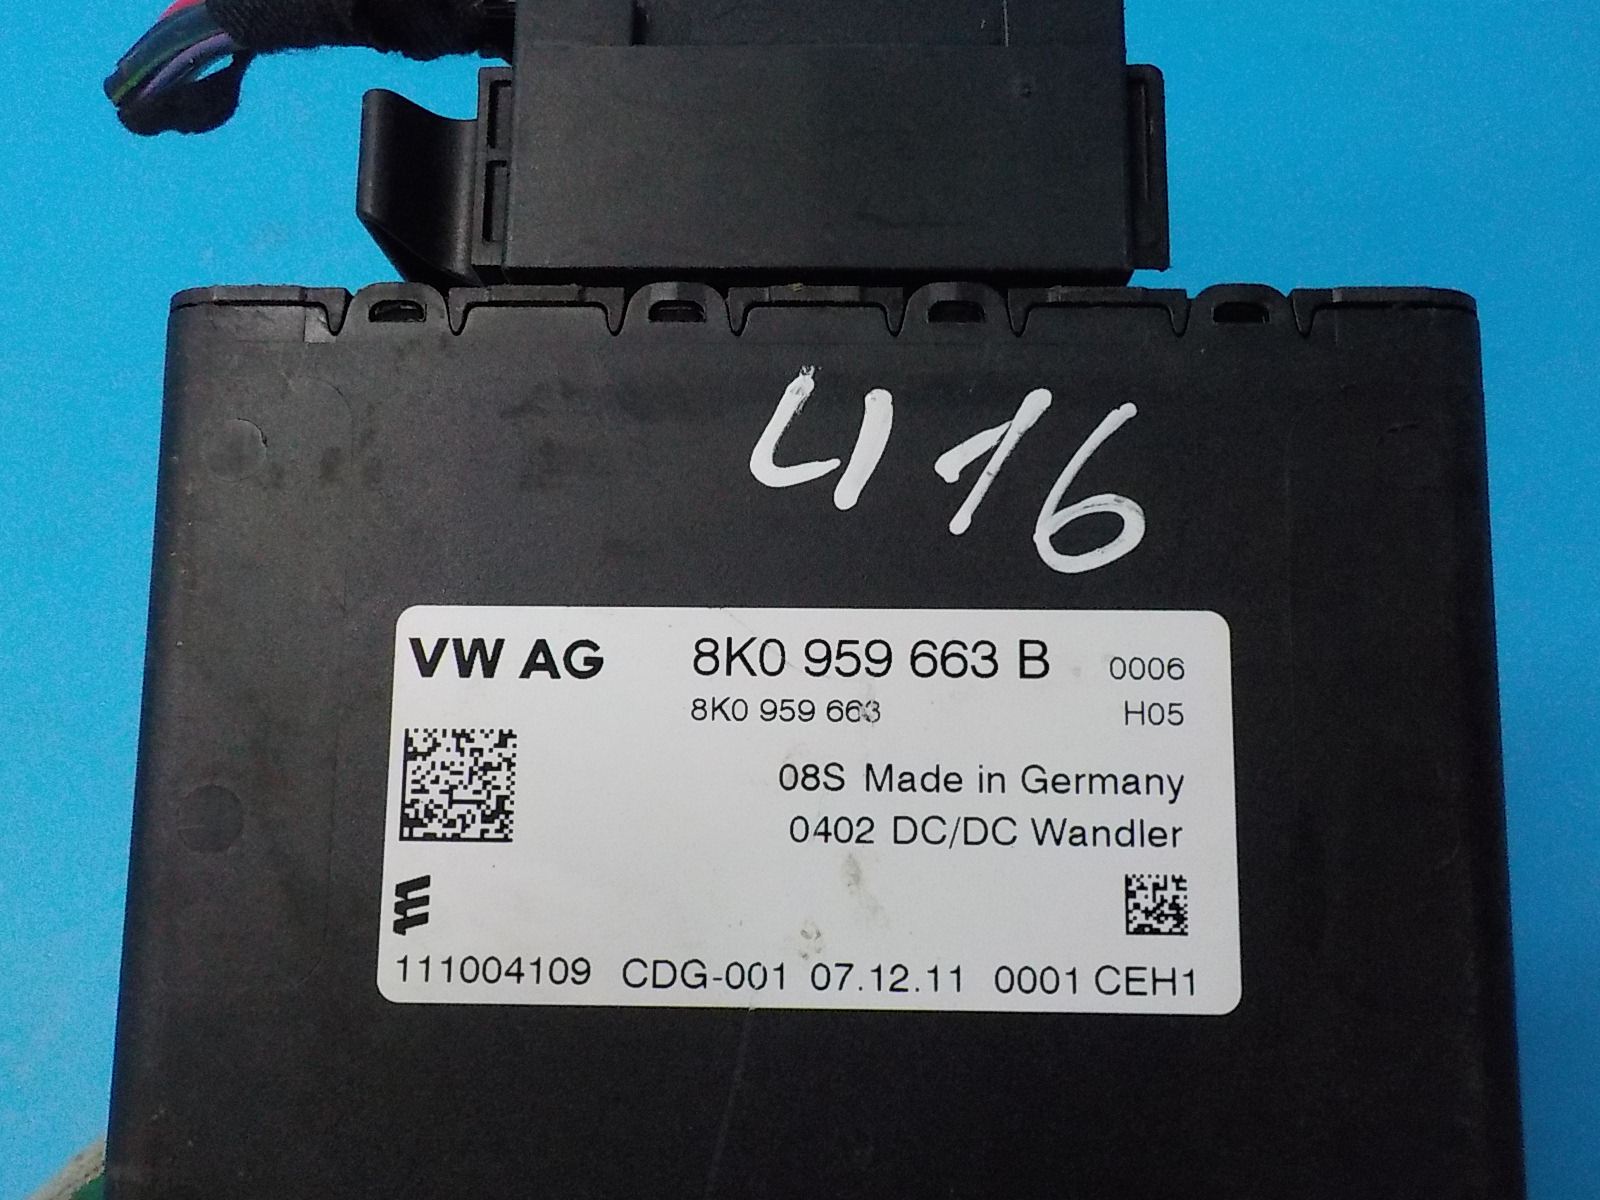 416
VW AG 8K0 959 663 B 0006
8K0 959 663 H05
08S Made in Germany
0402 DC/DC Wandler
111004109 CDG-001 07.12.11 0001 CEH1